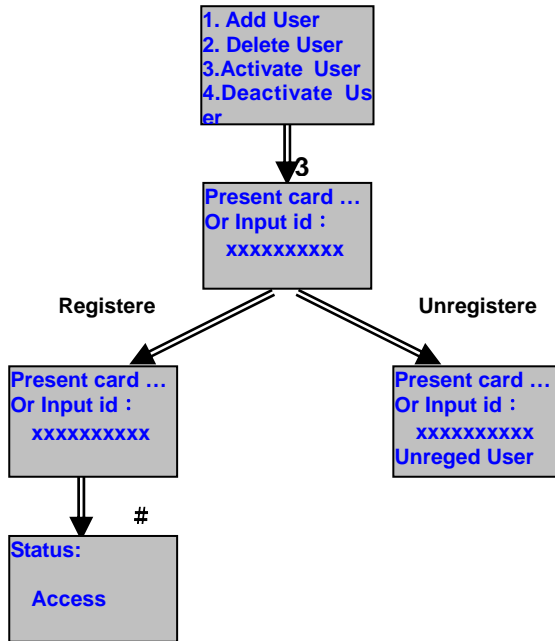 1. Add User
2. Delete User
3.Activate User
4.Deactivate Us
er
3
Present card …
Or Input id：
xxxxxxxxxx
Registere
Unregistere
Present card …
Or Input id：
xxxxxxxxxx
Present card …
Or Input id：
xxxxxxxxxx
Unreged User
#
Status:
Access